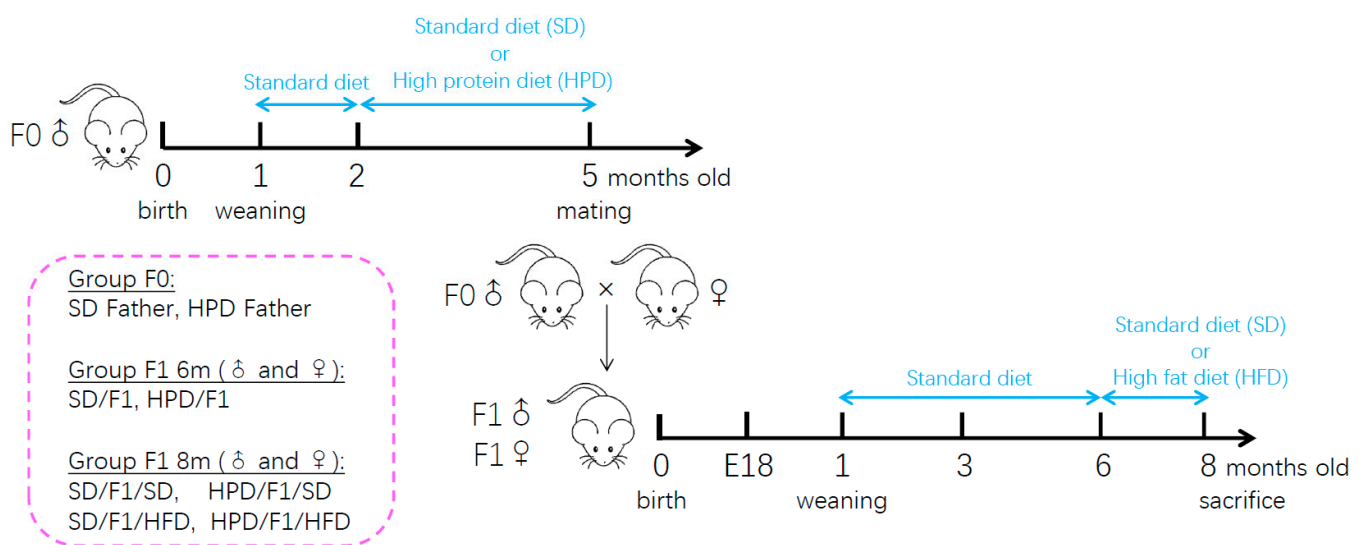 Standard diet (SD)
or
Standard diet
High protein diet (HPD)
F0 ♂
0
1
2
5 months old
birth
weaning
mating
Group F0:
SD Father, HPD Father
Group F1 6m (♂ and ♀):
SD/F1, HPD/F1
Group F1 8m (♂ and ♀):
SD/F1/SD, HPD/F1/SD
SD/F1/HFD, HPD/F1/HFD
F0 ♂ × ♀
Standard diet (SD)
or
Standard diet
High fat diet (HFD)
F1 ♂
F1 ♀
0
E18
1
3
6
8 months old
birth
weaning
sacrifice